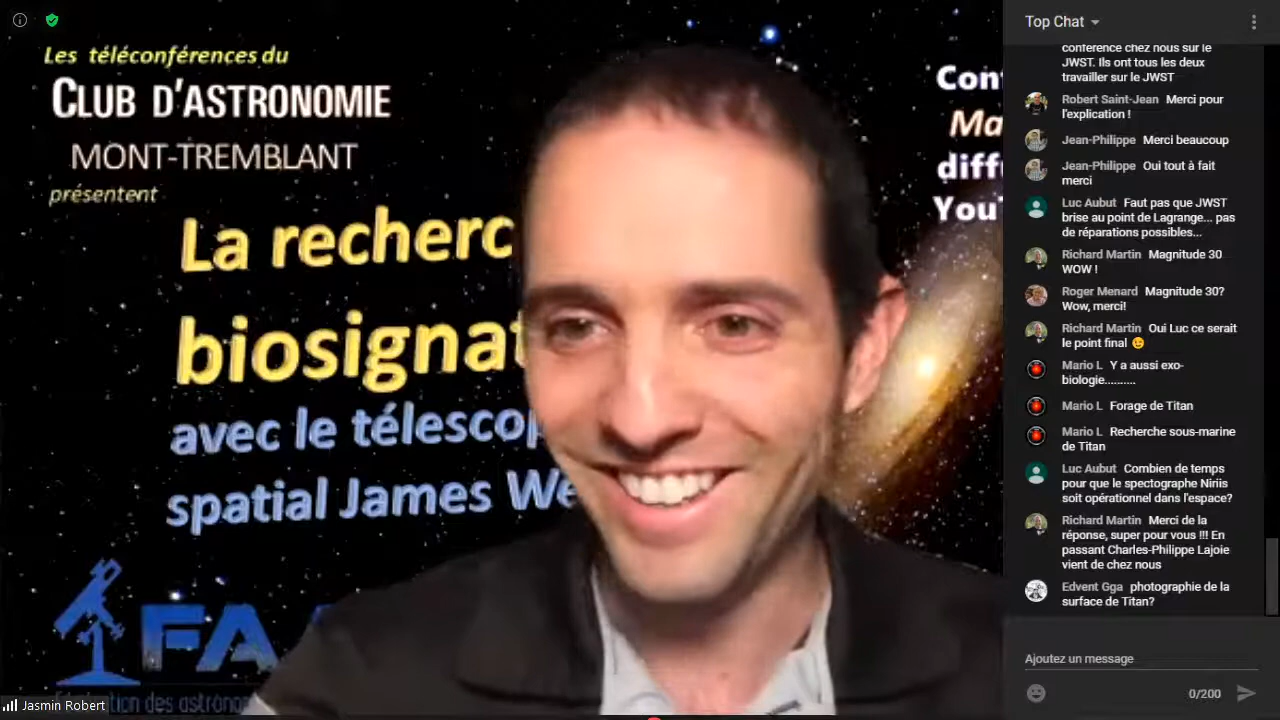 Les téléconférences du
CLUB D'ASTRONOMIE
MONT-TREMBLANT
présentent
La recherc
biosignat
avec le télescop
spatial James We
FA
ration des astrono
Jasmin Robert
Con
Ma
diffu
YouT
Top Chat
conférence chez nous sur le
JWST. Ils ont tous les deux
travailler sur le JWST
Robert Saint-Jean Merci pour
l'explication !
Jean-Philippe Merci beaucoup
Jean-Philippe Oui tout à fait
merci
Luc Aubut Faut pas que JWST
brise au point de Lagrange... pas
de réparations possibles...
Richard Martin Magnitude 30
WOW !
Roger Menard Magnitude 30?
Wow, merci!
Richard Martin Oui Luc ce serait
le point final 😉
Mario L Y a aussi exo-
biologie..........
Mario L Forage de Titan
Mario L Recherche sous-marine
de Titan
Luc Aubut Combien de temps
pour que le spectographe Niriis
soit opérationnel dans l'espace?
Richard Martin Merci de la
réponse, super pour vous !!! En
passant Charles-Philippe Lajoie
vient de chez nous
Edvent Gga photographie de la
surface de Titan?
Ajoutez un message
0/200